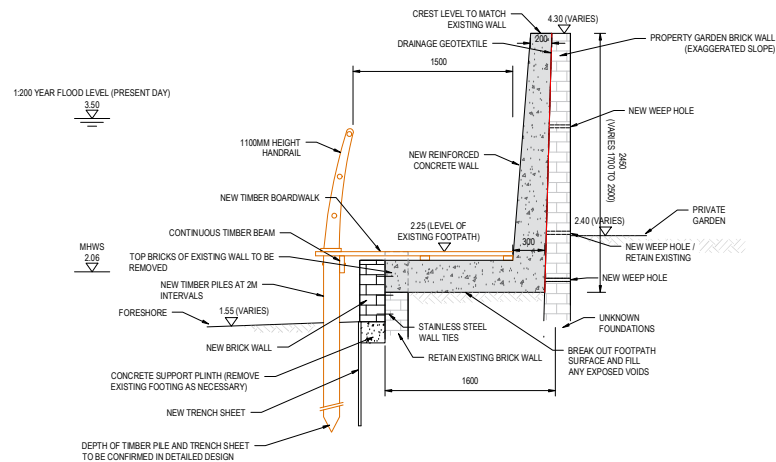 CREST LEVEL TO MATCH
EXISTING WALL
4.30 (VARIES)
200
DRAINAGE GEOTEXTILE
PROPERTY GARDEN BRICK WALL
(EXAGGERATED SLOPE)
1500
1:200 YEAR FLOOD LEVEL (PRESENT DAY)
3.50
NEW WEEP HOLE
1100MM HEIGHT
HANDRAIL
NEW REINFORCED
CONCRETE WALL
2450
(VARIES 1700 TO 2500)
NEW TIMBER BOARDWALK
PRIVATE
GARDEN
2.25 (LEVEL OF
EXISTING FOOTPATH)
2.40 (VARIES)
CONTINUOUS TIMBER BEAM
300
MHWS
2.06
TOP BRICKS OF EXISTING WALL TO BE
REMOVED
NEW WEEP HOLE /
RETAIN EXISTING
NEW WEEP HOLE
NEW TIMBER PILES AT 2M
INTERVALS
FORESHORE
1.55 (VARIES)
STAINLESS STEEL
WALL TIES
UNKNOWN
FOUNDATIONS
NEW BRICK WALL
RETAIN EXISTING BRICK WALL
BREAK OUT FOOTPATH
SURFACE AND FILL
ANY EXPOSED VOIDS
CONCRETE SUPPORT PLINTH (REMOVE
EXISTING FOOTING AS NECESSARY)
1600
NEW TRENCH SHEET
DEPTH OF TIMBER PILE AND TRENCH SHEET
TO BE CONFIRMED IN DETAILED DESIGN